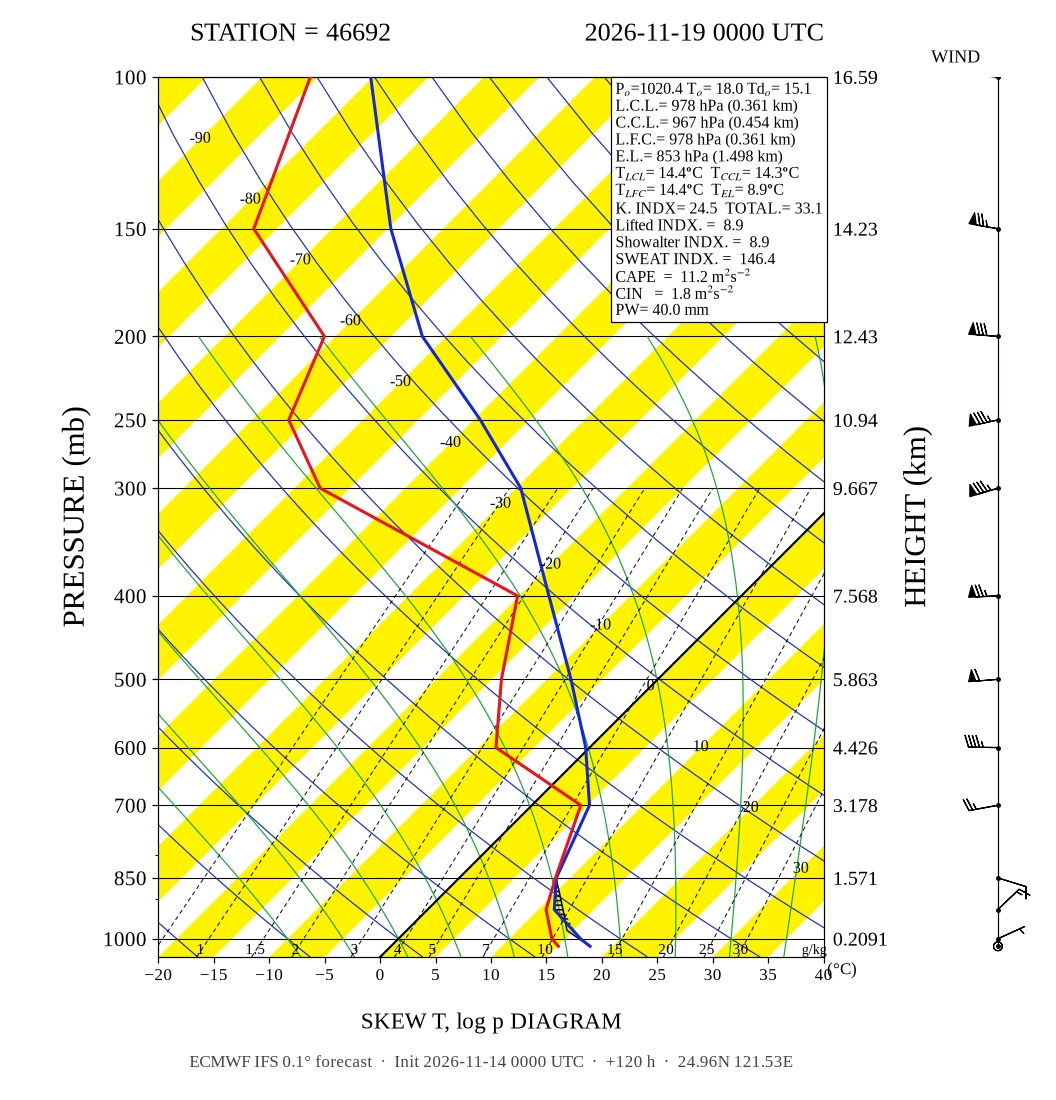 STATION = 46692
2026-11-19 0000 UTC
WIND
100
150
200
250
300
400
500
600
700
850
1000
PRESSURE (mb)
-90
-80
-70
-60
-50
-40
-30
-20
-10
0
10
20
30
Pₒ=1020.4 Tₒ= 18.0 Tdₒ= 15.1
L.C.L.= 978 hPa (0.361 km)
C.C.L.= 967 hPa (0.454 km)
L.F.C.= 978 hPa (0.361 km)
E.L.= 853 hPa (1.498 km)
T_LCL= 14.4°C T_CCL= 14.3°C
T_LFC= 14.4°C T_EL= 8.9°C
K. INDX= 24.5 TOTAL.= 33.1
Lifted INDX. = 8.9
Showalter INDX. = 8.9
SWEAT INDX. = 146.4
CAPE = 11.2 m²s⁻²
CIN = 1.8 m²s⁻²
PW= 40.0 mm
16.59
14.23
12.43
10.94
9.667
7.568
5.863
4.426
3.178
1.571
0.2091
HEIGHT (km)
1 1.5 2 3 4 5 7 10 15 20 25 30 g/kg
−20 −15 −10 −5 0 5 10 15 20 25 30 35 40
(°C)
SKEW T, log p DIAGRAM
ECMWF IFS 0.1° forecast · Init 2026-11-14 0000 UTC · +120 h · 24.96N 121.53E